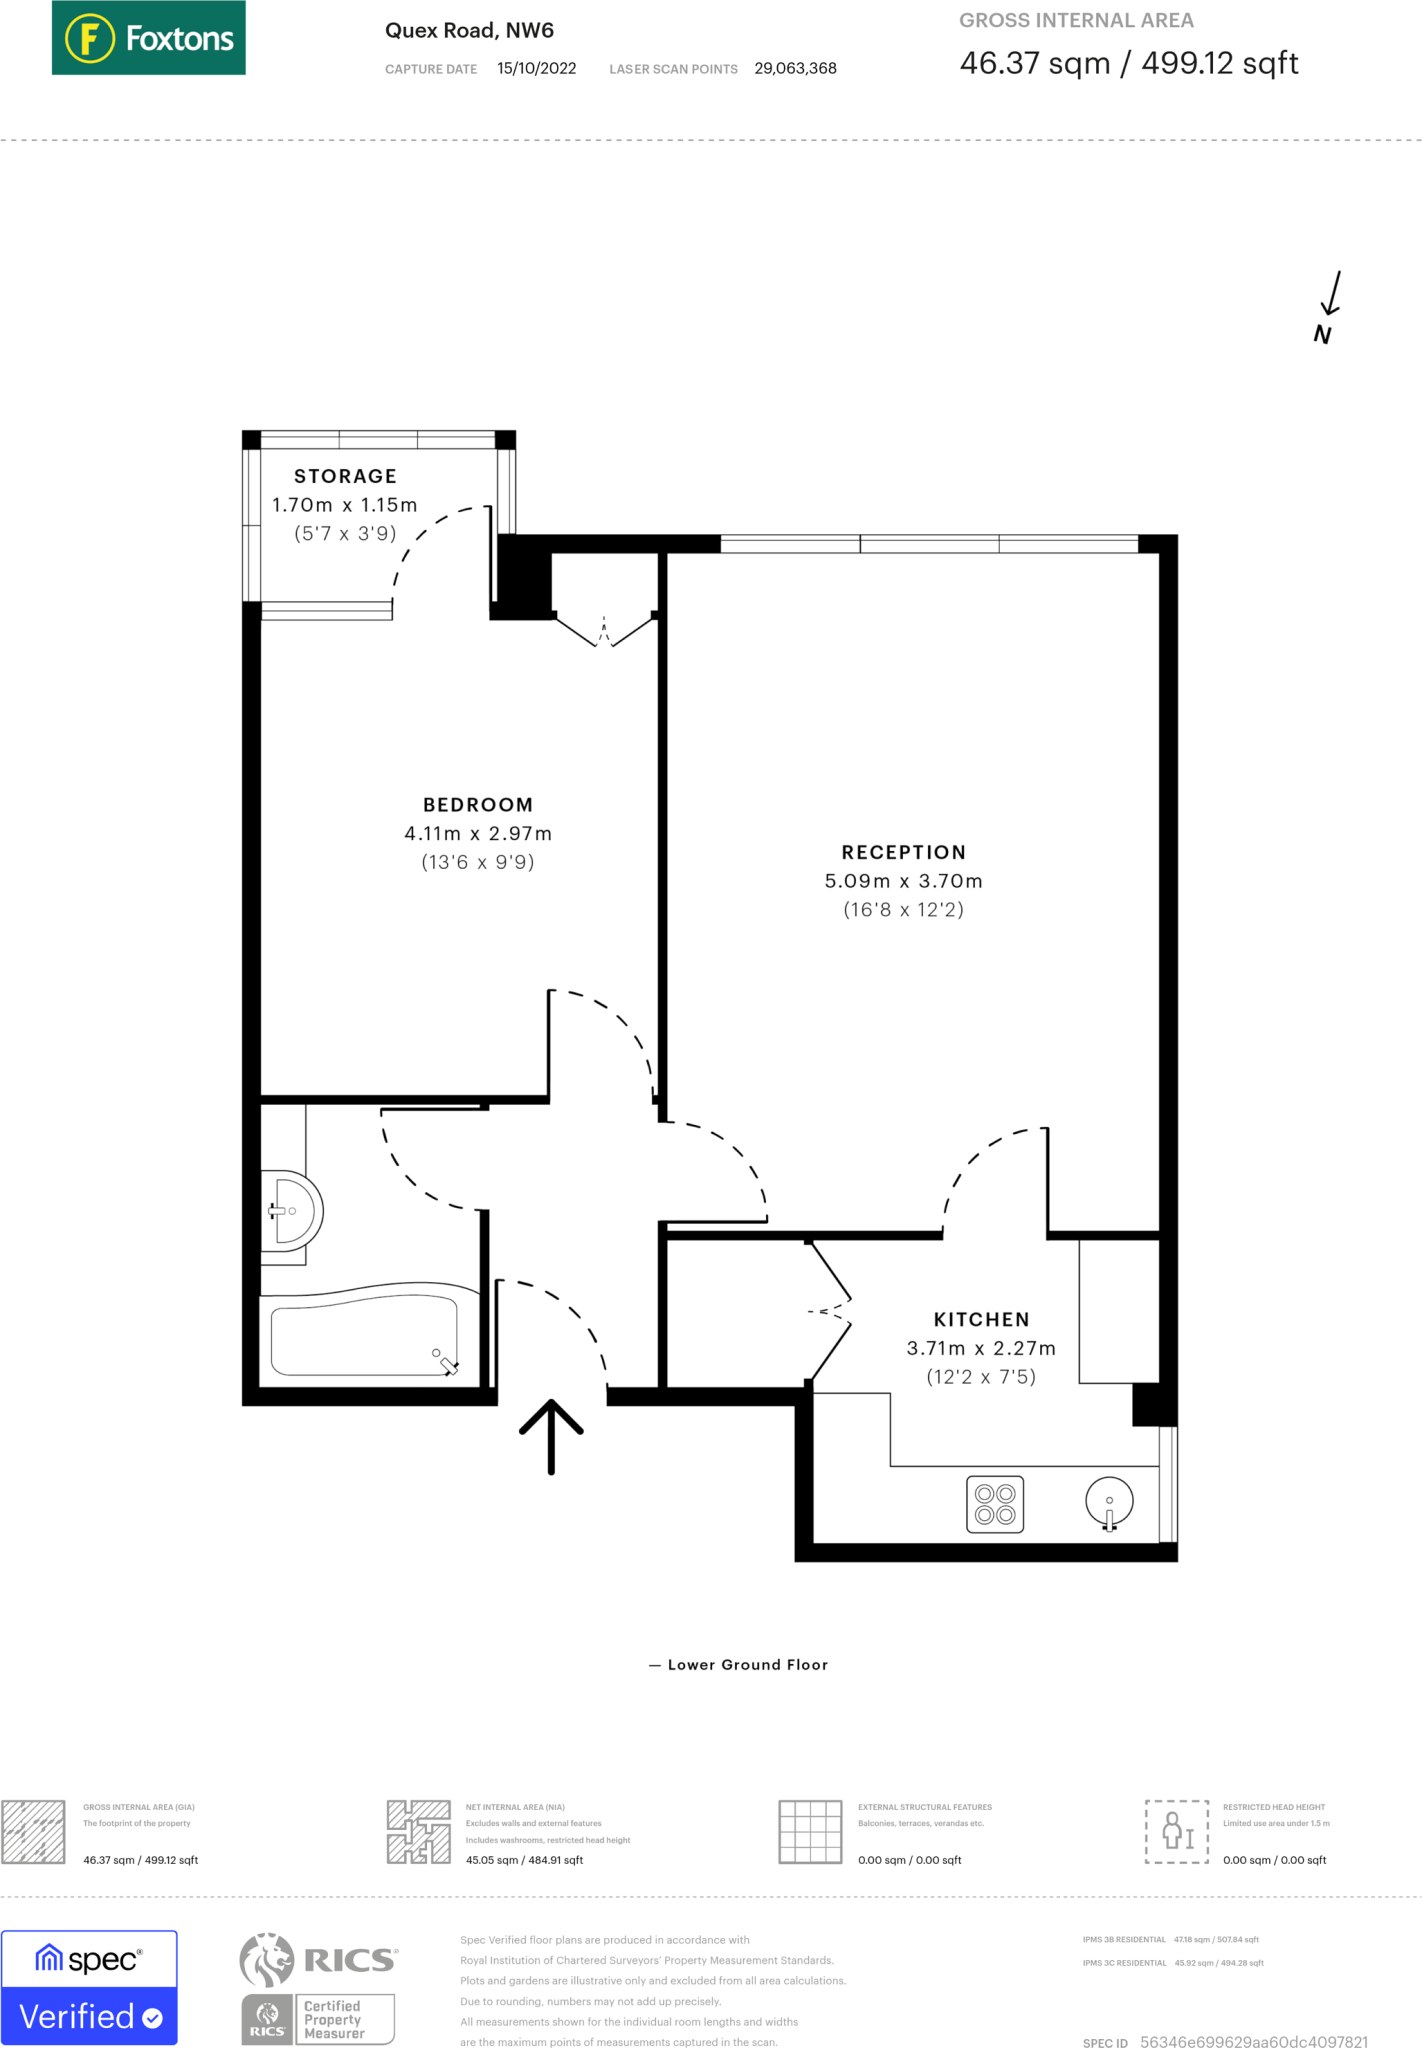 Foxtons
Quex Road, NW6
CAPTURE DATE 15/10/2022 LASER SCAN POINTS 29,063,368
GROSS INTERNAL AREA
46.37 sqm / 499.12 sqft
N
STORAGE
1.70m x 1.15m
(5'7 x 3'9)
BEDROOM
4.11m x 2.97m
(13'6 x 9'9)
RECEPTION
5.09m x 3.70m
(16'8 x 12'2)
KITCHEN
3.71m x 2.27m
(12'2 x 7'5)
— Lower Ground Floor
GROSS INTERNAL AREA (GIA)
The footprint of the property
46.37 sqm / 499.12 sqft
NET INTERNAL AREA (NIA)
Excludes walls and external features
Includes washrooms, restricted head height
45.05 sqm / 484.91 sqft
EXTERNAL STRUCTURAL FEATURES
Balconies, terraces, verandas etc.
0.00 sqm / 0.00 sqft
RESTRICTED HEAD HEIGHT
Limited use area under 1.5 m
0.00 sqm / 0.00 sqft
spec®
Verified
RICS®
RICS
Certified
Property
Measurer
Spec Verified floor plans are produced in accordance with
Royal Institution of Chartered Surveyors' Property Measurement Standards.
Plots and gardens are illustrative only and excluded from all area calculations.
Due to rounding, numbers may not add up precisely.
All measurements shown for the individual room lengths and widths
are the maximum points of measurements captured in the scan.
IPMS 3B RESIDENTIAL 47.18 sqm / 507.84 sqft
IPMS 3C RESIDENTIAL 45.92 sqm / 494.28 sqft
SPEC ID 56346e699629aa60dc4097821